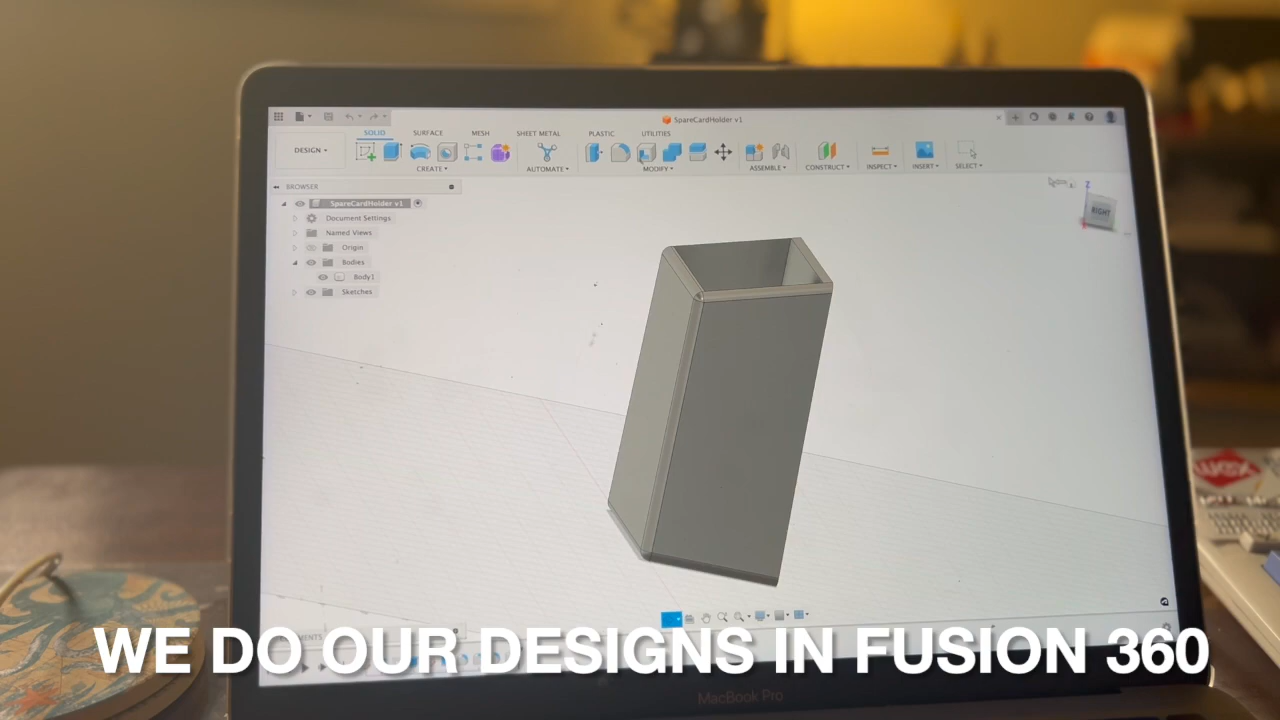 SpareCardHolder v1
SOLID SURFACE MESH SHEET METAL PLASTIC UTILITIES
DESIGN
CREATE AUTOMATE MODIFY ASSEMBLE CONSTRUCT INSPECT INSERT SELECT
BROWSER
SpareCardHolder v1
Document Settings
Named Views
Origin
Bodies
Body1
Sketches
Z
RIGHT
WE DO OUR DESIGNS IN FUSION 360
MacBook Pro